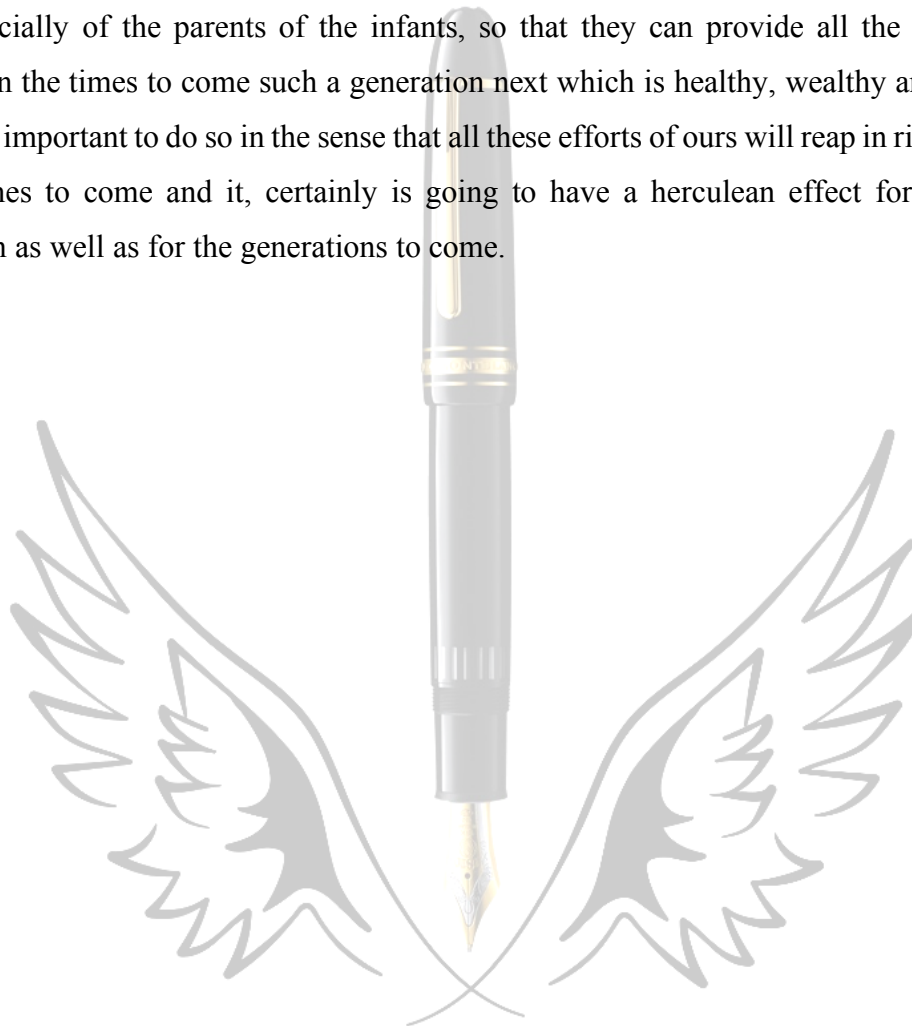 cially of the parents of the infants, so that they can provide all the
n the times to come such a generation next which is healthy, wealthy a
important to do so in the sense that all these efforts of ours will reap in ri
es to come and it, certainly is going to have a herculean effect for
as well as for the generations to come.